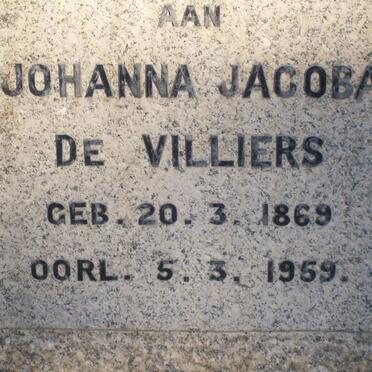 AAN
JOHANNA JACOBA
DE VILLIERS
GEB. 20. 3. 1869
OORL. 5. 3. 1959.